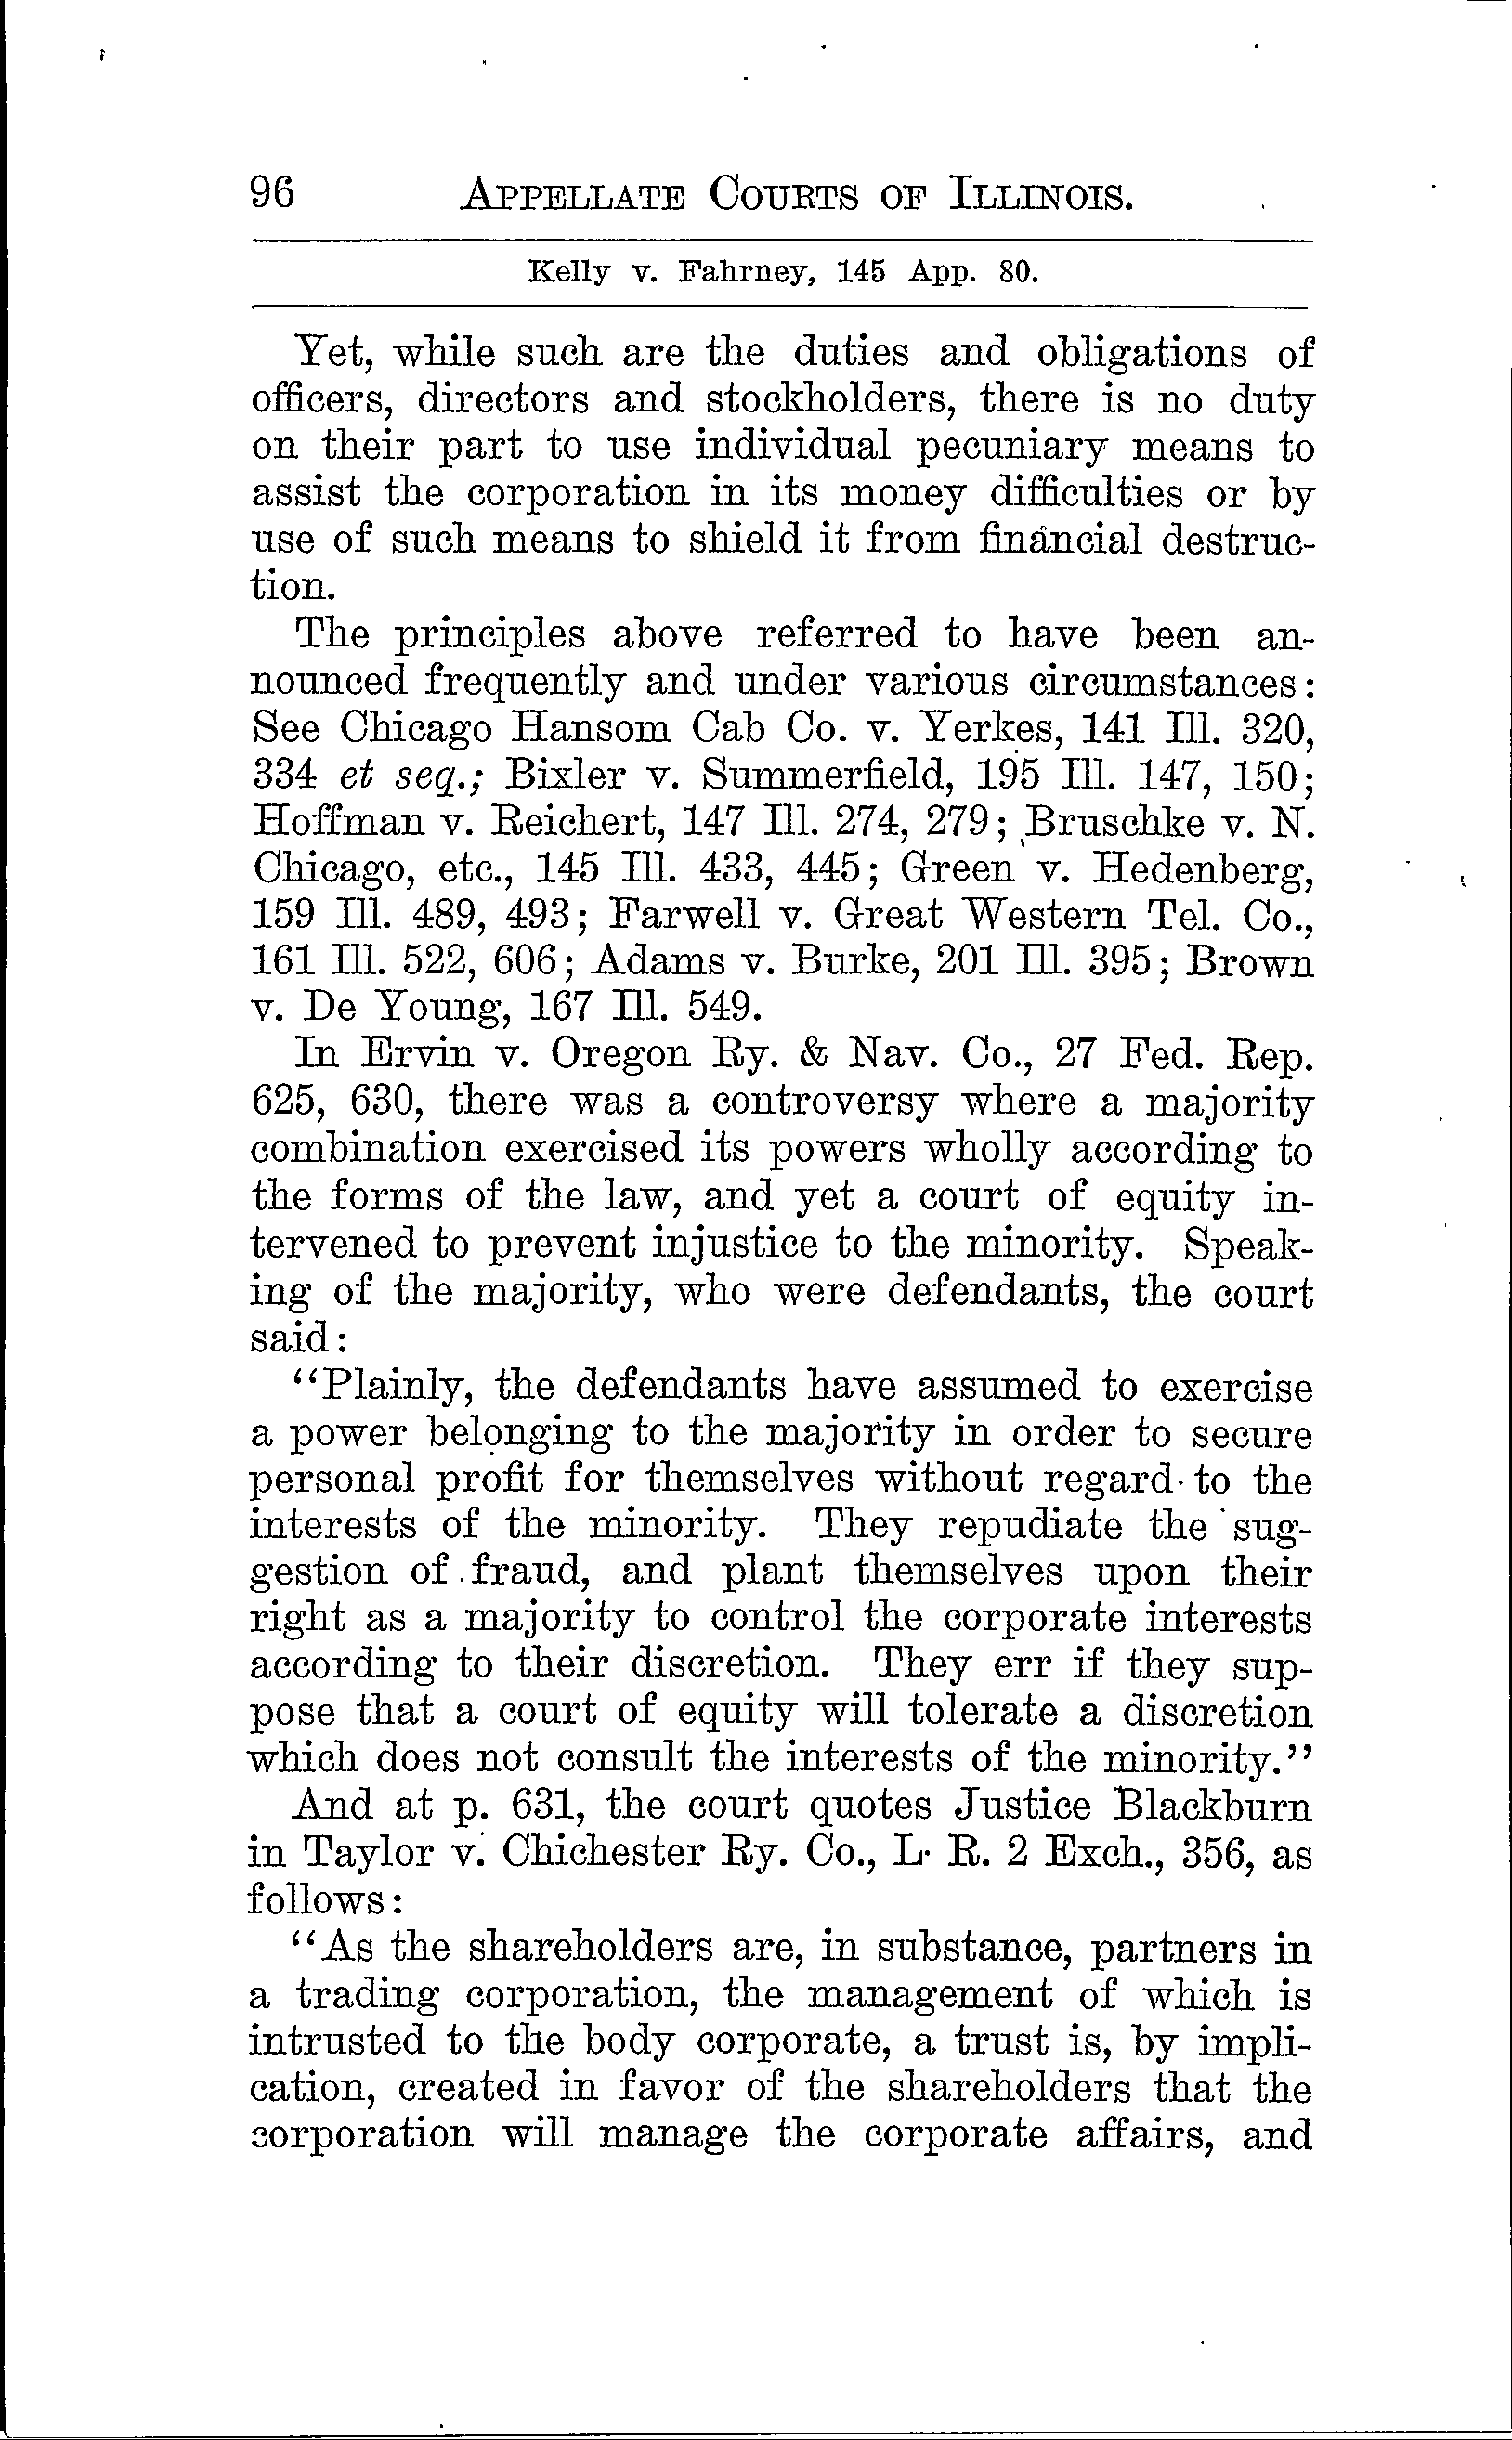 96 APPELLATE COURTS OF ILLINOIS.
Kelly v. Fahrney, 145 App. 80.
Yet, while such are the duties and obligations of
officers, directors and stockholders, there is no duty
on their part to use individual pecuniary means to
assist the corporation in its money difficulties or by
use of such means to shield it from financial destruc-
tion.
The principles above referred to have been an-
nounced frequently and under various circumstances:
See Chicago Hansom Cab Co. v. Yerkes, 141 Ill. 320,
334 et seq.; Bixler v. Summerfield, 195 Ill. 147, 150;
Hoffman v. Reichert, 147 Ill. 274, 279; Bruschke v. N.
Chicago, etc., 145 Ill. 433, 445; Green v. Hedenberg,
159 Ill. 489, 493; Farwell v. Great Western Tel. Co.,
161 Ill. 522, 606; Adams v. Burke, 201 Ill. 395; Brown
v. De Young, 167 Ill. 549.
In Ervin v. Oregon Ry. & Nav. Co., 27 Fed. Rep.
625, 630, there was a controversy where a majority
combination exercised its powers wholly according to
the forms of the law, and yet a court of equity in-
tervened to prevent injustice to the minority. Speak-
ing of the majority, who were defendants, the court
said:
"Plainly, the defendants have assumed to exercise
a power belonging to the majority in order to secure
personal profit for themselves without regard to the
interests of the minority. They repudiate the sug-
gestion of fraud, and plant themselves upon their
right as a majority to control the corporate interests
according to their discretion. They err if they sup-
pose that a court of equity will tolerate a discretion
which does not consult the interests of the minority."
And at p. 631, the court quotes Justice Blackburn
in Taylor v. Chichester Ry. Co., L. R. 2 Exch., 356, as
follows:
"As the shareholders are, in substance, partners in
a trading corporation, the management of which is
intrusted to the body corporate, a trust is, by impli-
cation, created in favor of the shareholders that the
corporation will manage the corporate affairs, and